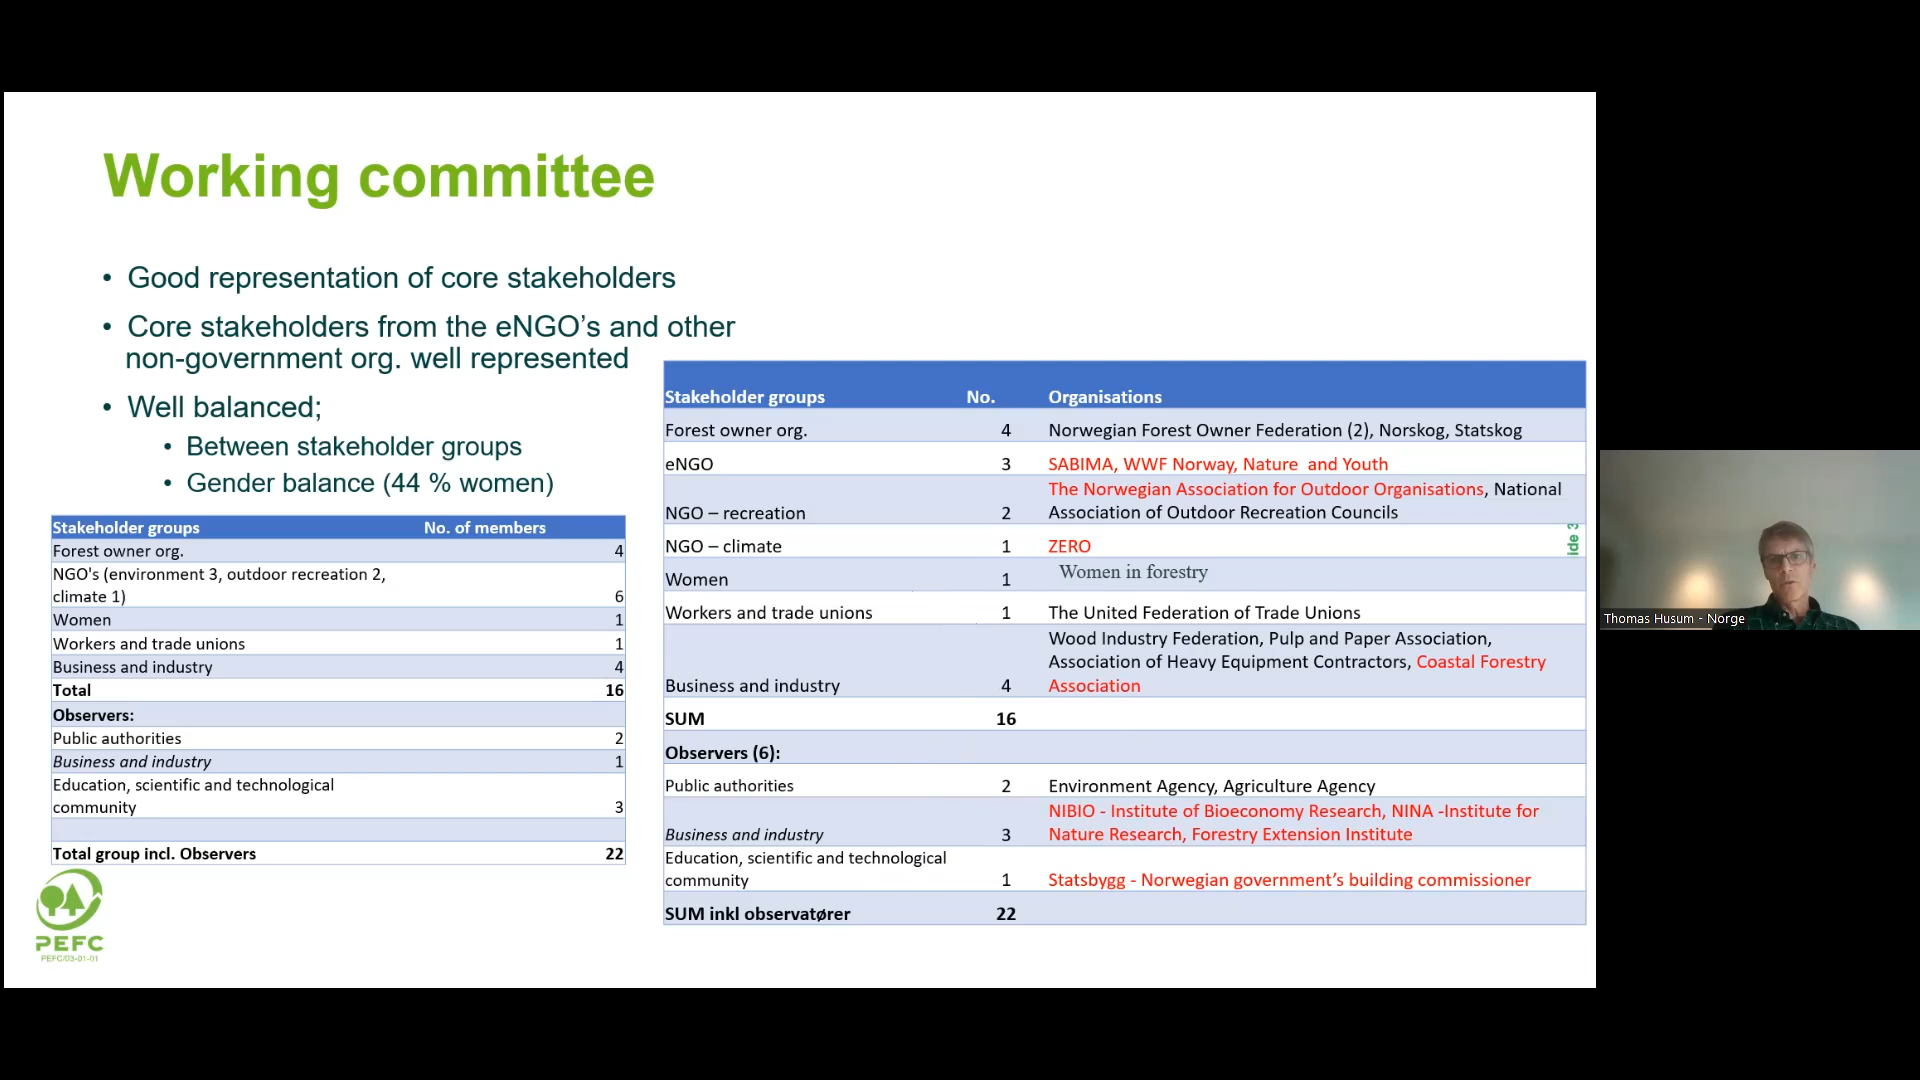 Working committee
• Good representation of core stakeholders
• Core stakeholders from the eNGO’s and other
non-government org. well represented
• Well balanced;
• Between stakeholder groups
• Gender balance (44 % women)
Stakeholder groups No. of members
Forest owner org. 4
NGO's (environment 3, outdoor recreation 2,
climate 1) 6
Women 1
Workers and trade unions 1
Business and industry 4
Total 16
Observers:
Public authorities 2
Business and industry 1
Education, scientific and technological
community 3
Total group incl. Observers 22
PEFC
PEFC/03-01-01
Stakeholder groups No. Organisations
Forest owner org. 4 Norwegian Forest Owner Federation (2), Norskog, Statskog
eNGO 3 SABIMA, WWF Norway, Nature and Youth
The Norwegian Association for Outdoor Organisations, National
NGO – recreation 2 Association of Outdoor Recreation Councils
NGO – climate 1 ZERO
Women 1 Women in forestry
Workers and trade unions 1 The United Federation of Trade Unions
Wood Industry Federation, Pulp and Paper Association,
Association of Heavy Equipment Contractors, Coastal Forestry
Business and industry 4 Association
SUM 16
Observers (6):
Public authorities 2 Environment Agency, Agriculture Agency
NIBIO - Institute of Bioeconomy Research, NINA -Institute for
Business and industry 3 Nature Research, Forestry Extension Institute
Education, scientific and technological
community 1 Statsbygg - Norwegian government’s building commissioner
SUM inkl observatører 22
ide 3
Thomas Husum - Norge